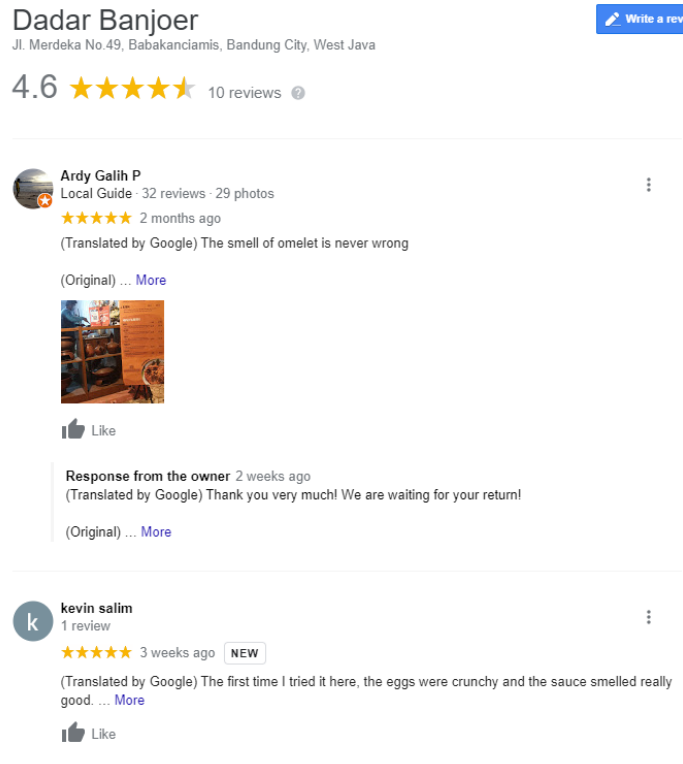 Dadar Banjoer
Write a rev
Jl. Merdeka No.49, Babakanciamis, Bandung City, West Java
4.6 10 reviews ?
Ardy Galih P
Local Guide · 32 reviews · 29 photos
2 months ago
(Translated by Google) The smell of omelet is never wrong
(Original) ... More
Like
Response from the owner 2 weeks ago
(Translated by Google) Thank you very much! We are waiting for your return!
(Original) ... More
k
kevin salim
1 review
3 weeks ago NEW
(Translated by Google) The first time I tried it here, the eggs were crunchy and the sauce smelled really
good. ... More
Like